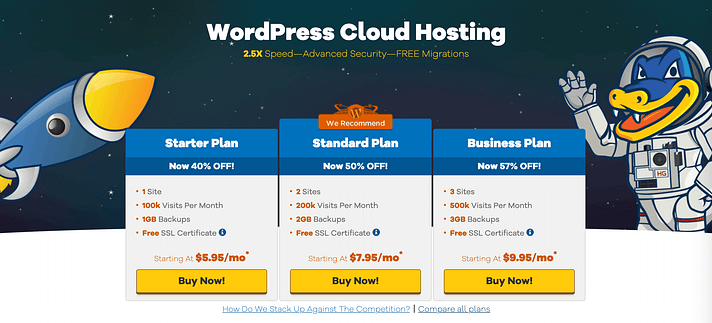 WordPress Cloud Hosting
2.5X Speed—Advanced Security—FREE Migrations
We Recommend
Starter Plan
Now 40% OFF!
• 1 Site
• 100k Visits Per Month
• 1GB Backups
• Free SSL Certificate
Starting At $5.95/mo*
Buy Now!
Standard Plan
Now 50% OFF!
• 2 Sites
• 200k Visits Per Month
• 2GB Backups
• Free SSL Certificate
Starting At $7.95/mo*
Buy Now!
Business Plan
Now 57% OFF!
• 3 Sites
• 500k Visits Per Month
• 3GB Backups
• Free SSL Certificate
Starting At $9.95/mo*
Buy Now!
HG
How Do We Stack Up Against The Competition? | Compare all plans